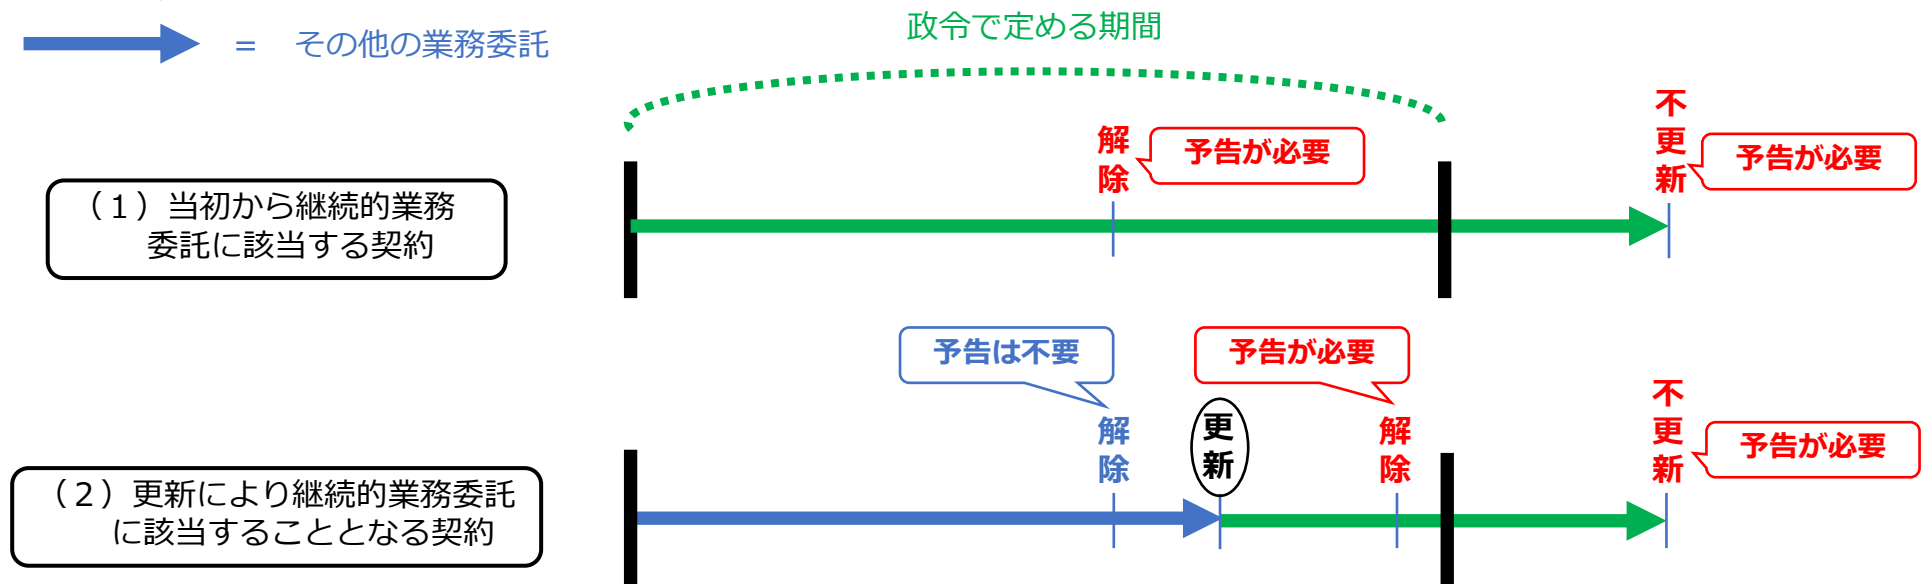 = その他の業務委託
政令で定める期間
解除
予告が必要
不更新
予告が必要
（１）当初から継続的業務
委託に該当する契約
予告は不要
予告が必要
解除
更新
解除
不更新
予告が必要
（２）更新により継続的業務委託
に該当することとなる契約